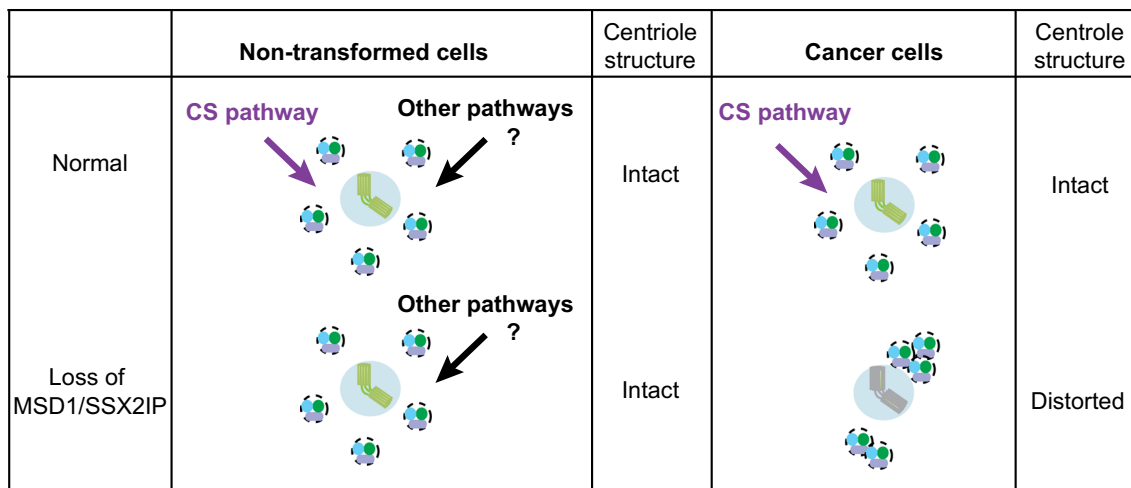 Non-transformed cells
Centriole
structure
Cancer cells
Centrole
structure
Normal
CS pathway
Other pathways
?
Intact
CS pathway
Intact
Loss of
MSD1/SSX2IP
Other pathways
?
Intact
Distorted